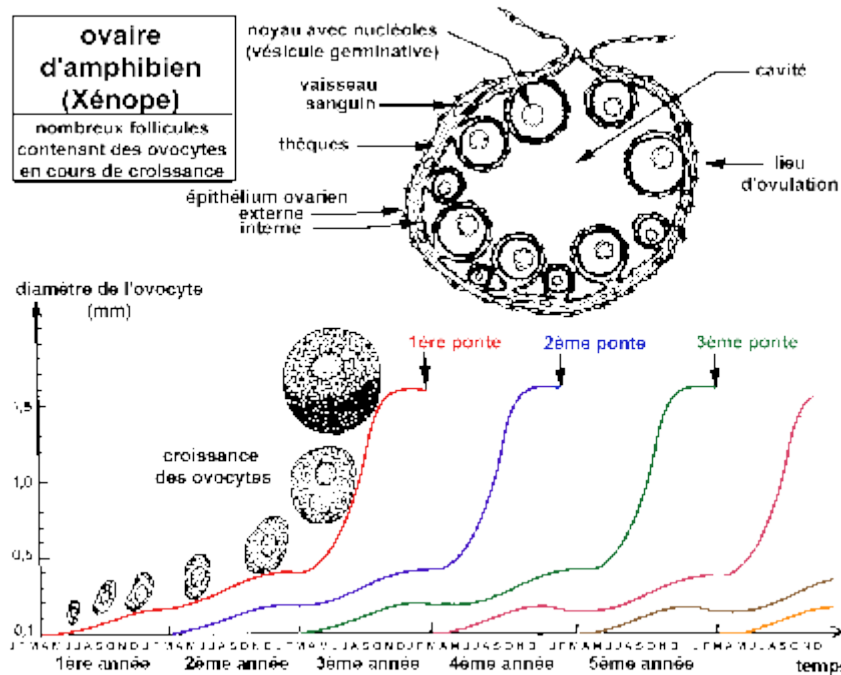 ovaire
d'amphibien
(Xénope)
nombreux follicules
contenant des ovocytes
en cours de croissance
noyau avec nucléoles
(vésicule germinative)
cavité
vaisseau
sanguin
thèques
lieu
d'ovulation
épithélium ovarien
externe
interne
diamètre de l'ovocyte
(mm)
1ère ponte
2ème ponte
3ème ponte
croissance
des ovocytes
1,5
1,0
0,5
0,1
1ère année
2ème année
3ème année
4ème année
5ème année
temps